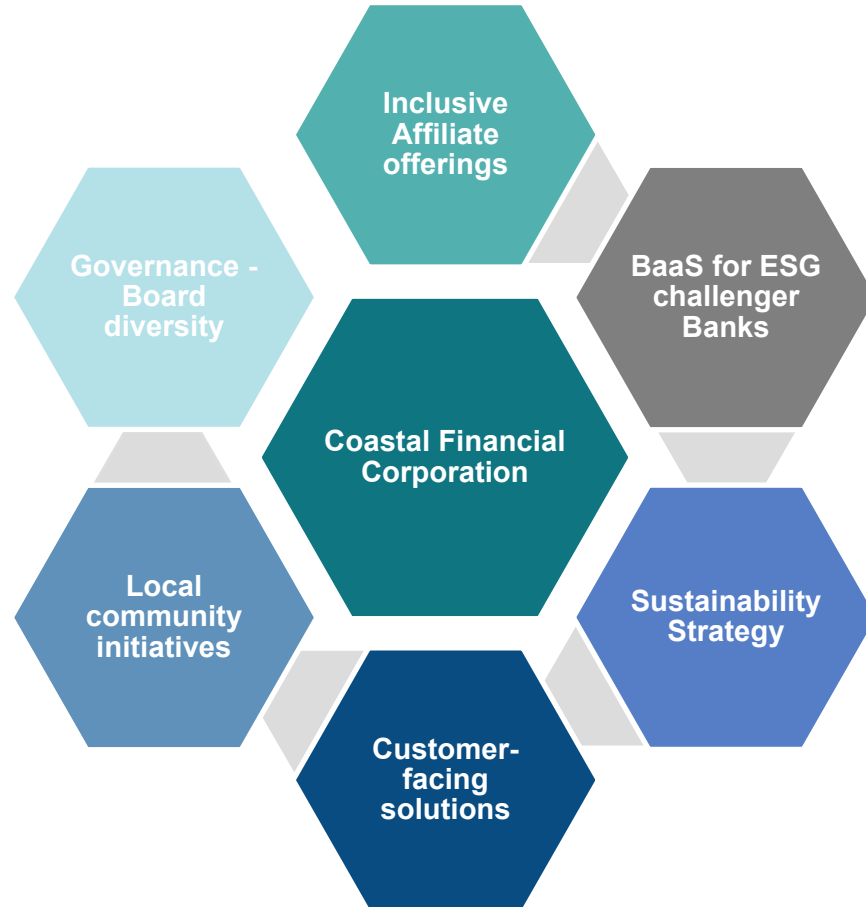 Inclusive
Affiliate
offerings
Governance -
Board
diversity
BaaS for ESG
challenger
Banks
Coastal Financial
Corporation
Local
community
initiatives
Sustainability
Strategy
Customer-
facing
solutions